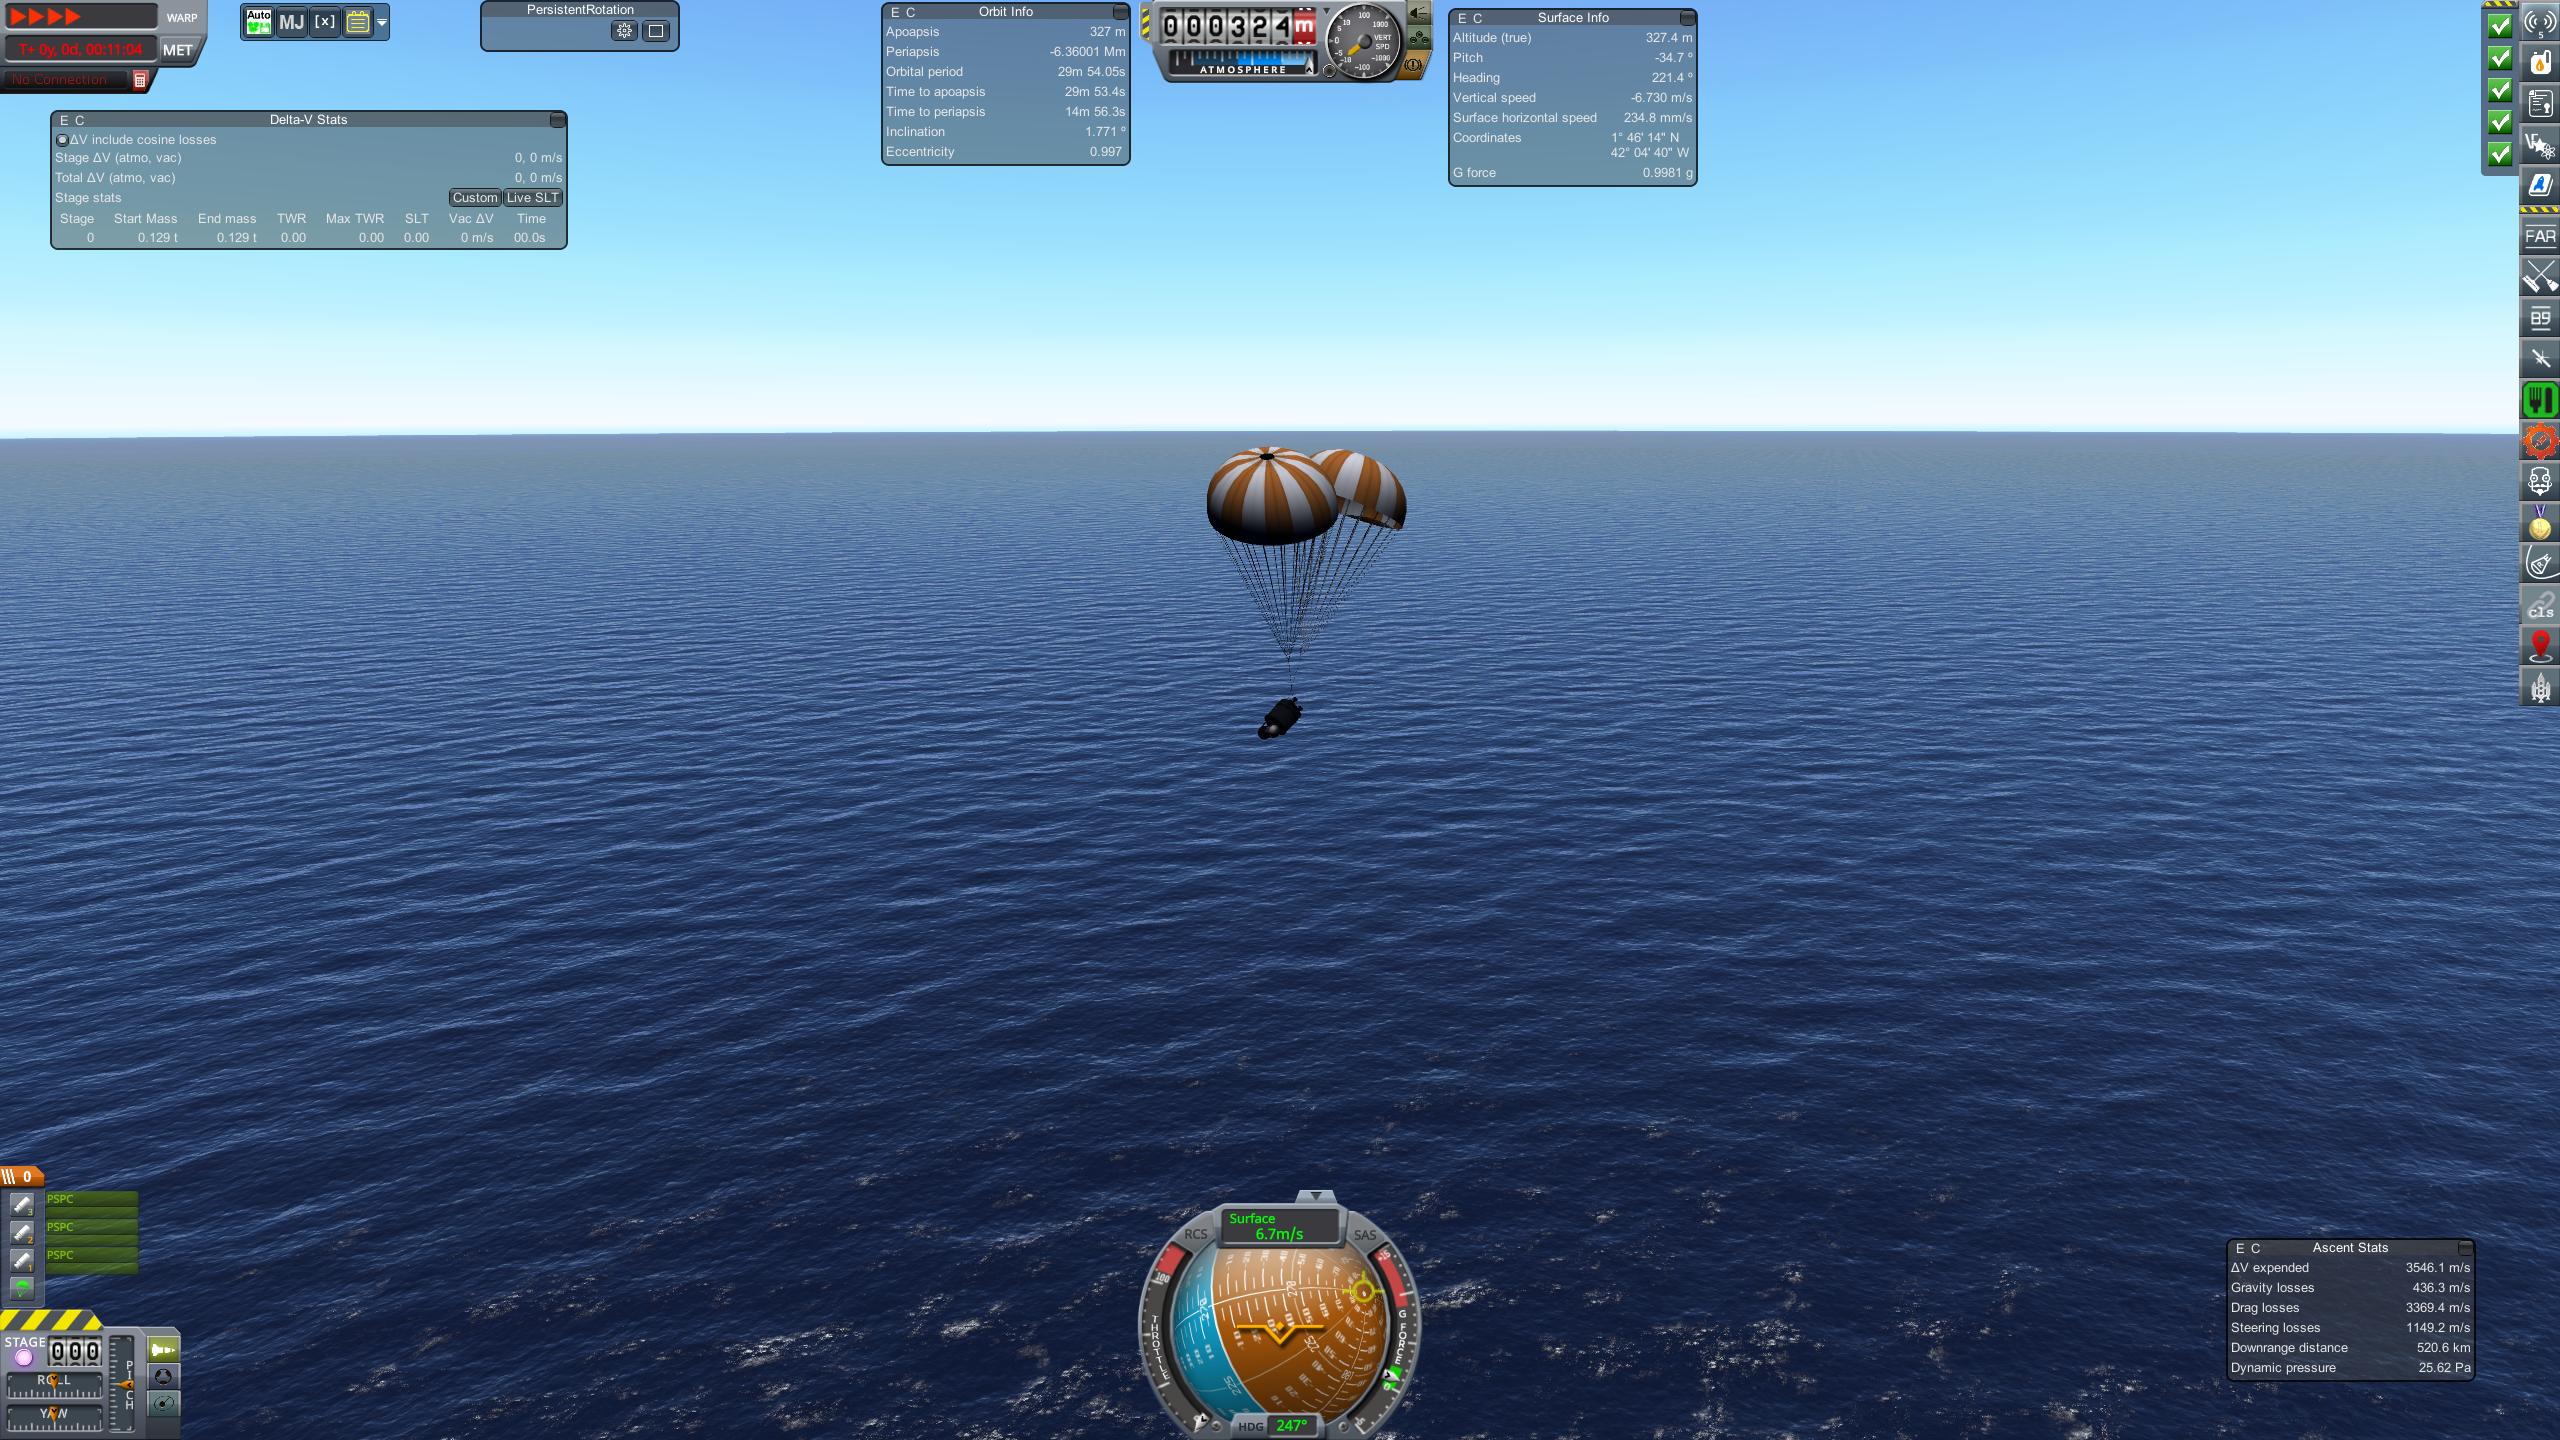 WARP
T+ 0y, 0d, 00:11:04 MET
No Connection
Auto MJ [x]
PersistentRotation
E C Delta-V Stats
ΔV include cosine losses
Stage ΔV (atmo, vac) 0, 0 m/s
Total ΔV (atmo, vac) 0, 0 m/s
Stage stats Custom Live SLT
Stage Start Mass End mass TWR Max TWR SLT Vac ΔV Time
0 0.129 t 0.129 t 0.00 0.00 0.00 0 m/s 00.0s
E C Orbit Info
Apoapsis 327 m
Periapsis -6.36001 Mm
Orbital period 29m 54.05s
Time to apoapsis 29m 53.4s
Time to periapsis 14m 56.3s
Inclination 1.771 º
Eccentricity 0.997
000324m
ATMOSPHERE
VERT SPD
E C Surface Info
Altitude (true) 327.4 m
Pitch -34.7 º
Heading 221.4 º
Vertical speed -6.730 m/s
Surface horizontal speed 234.8 mm/s
Coordinates 1° 46' 14" N
42° 04' 40" W
G force 0.9981 g
5
FAR
B9
cls
0
PSPC
PSPC
PSPC
STAGE 000
ROLL
YAW
PITCH
Surface
6.7m/s
RCS
SAS
THROTTLE
G FORCE
HDG 247°
E C Ascent Stats
ΔV expended 3546.1 m/s
Gravity losses 436.3 m/s
Drag losses 3369.4 m/s
Steering losses 1149.2 m/s
Downrange distance 520.6 km
Dynamic pressure 25.62 Pa